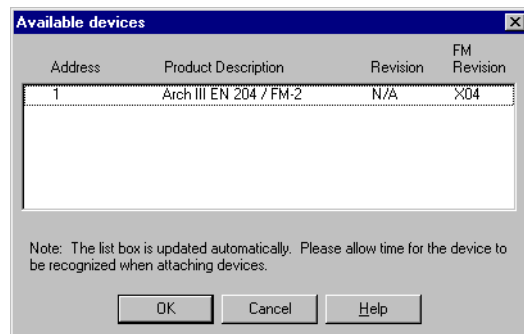 Available devices
FM
Address Product Description Revision Revision
1 Arch III EN 204 / FM-2 N/A X04
Note: The list box is updated automatically. Please allow time for the device to
be recognized when attaching devices.
OK Cancel Help